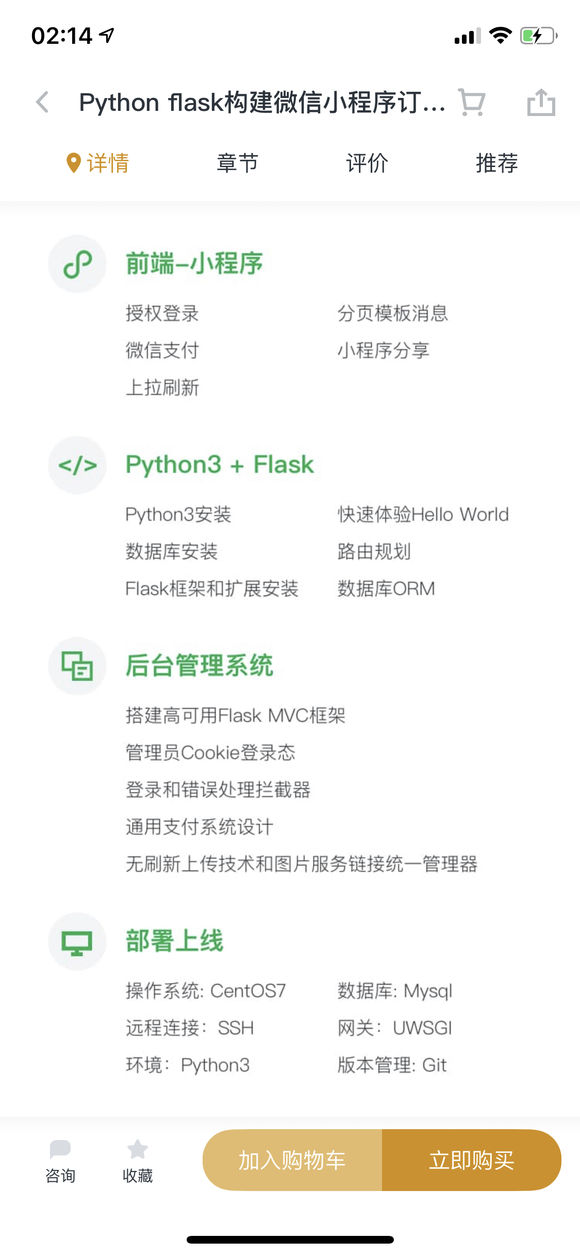 02:14
Python flask构建微信小程序订...
详情 章节 评价 推荐
前端-小程序
授权登录 分页模板消息
微信支付 小程序分享
上拉刷新
</> Python3 + Flask
Python3安装 快速体验Hello World
数据库安装 路由规划
Flask框架和扩展安装 数据库ORM
后台管理系统
搭建高可用Flask MVC框架
管理员Cookie登录态
登录和错误处理拦截器
通用支付系统设计
无刷新上传技术和图片服务链接统一管理器
部署上线
操作系统: CentOS7 数据库: Mysql
远程连接：SSH 网关：UWSGI
环境：Python3 版本管理: Git
咨询 收藏 加入购物车 立即购买